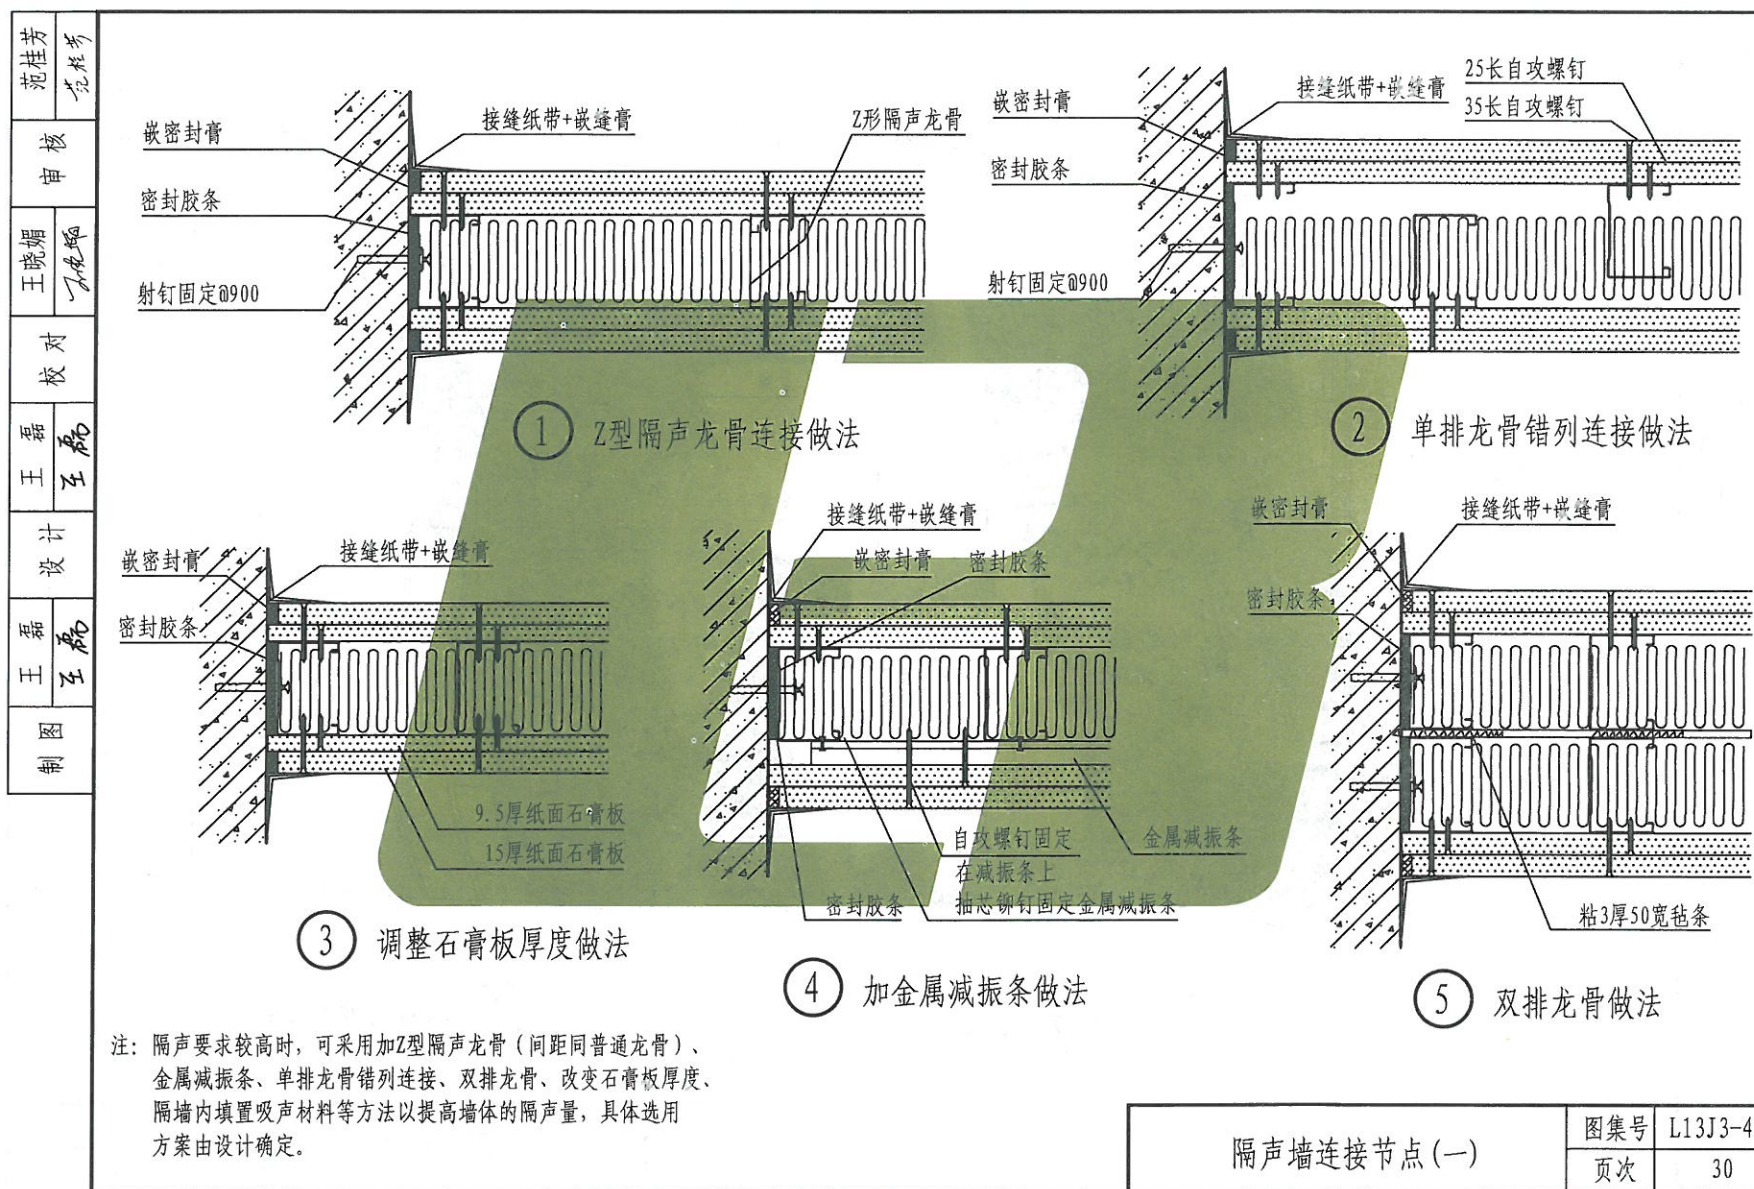 范桂芳
范桂芳
审核
王晓媚
王晓媚
校对
王磊
王磊
设计
王磊
王磊
制图
嵌密封膏
接缝纸带+嵌缝膏
Z形隔声龙骨
密封胶条
射钉固定@900
① Z型隔声龙骨连接做法
嵌密封膏
接缝纸带+嵌缝膏
25长自攻螺钉
35长自攻螺钉
密封胶条
射钉固定@900
② 单排龙骨错列连接做法
嵌密封膏
接缝纸带+嵌缝膏
密封胶条
9.5厚纸面石膏板
15厚纸面石膏板
③ 调整石膏板厚度做法
接缝纸带+嵌缝膏
嵌密封膏
密封胶条
自攻螺钉固定
在减振条上
金属减振条
密封胶条
抽芯铆钉固定金属减振条
④ 加金属减振条做法
嵌密封膏
接缝纸带+嵌缝膏
密封胶条
粘3厚50宽毡条
⑤ 双排龙骨做法
注：隔声要求较高时，可采用加Z型隔声龙骨（间距同普通龙骨）、
金属减振条、单排龙骨错列连接、双排龙骨、改变石膏板厚度、
隔墙内填置吸声材料等方法以提高墙体的隔声量，具体选用
方案由设计确定。
隔声墙连接节点(一)
图集号 L13J3-4
页次 30